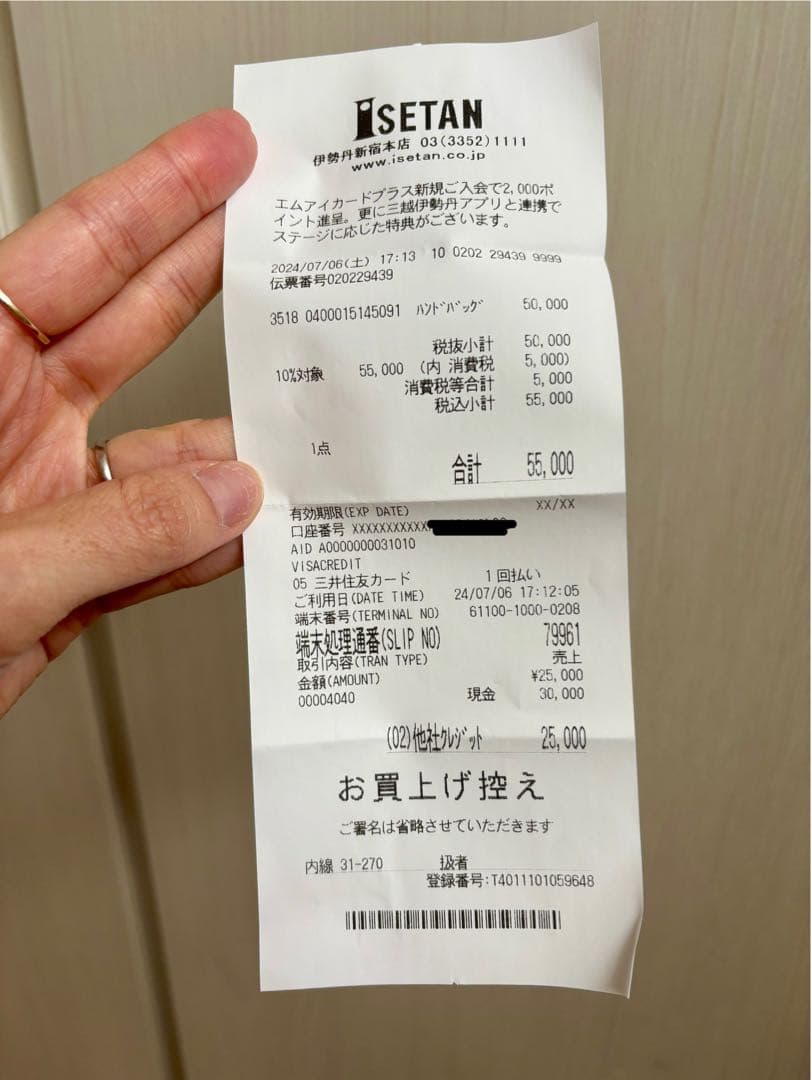 ISETAN
伊勢丹新宿本店 03(3352)1111
www.isetan.co.jp
エムアイカードプラス新規ご入会で2,000ポ
イント進呈。更に三越伊勢丹アプリと連携で
ステージに応じた特典がございます。
2024/07/06(土) 17:13 10 0202 29439 9999
伝票番号020229439
3518 0400015145091 ﾊﾝﾄﾞﾊﾞｯｸﾞ 50,000
税抜小計 50,000
10%対象 55,000 (内 消費税 5,000)
消費税等合計 5,000
税込小計 55,000
1点
合計 55,000
有効期限(EXP DATE) XX/XX
口座番号 XXXXXXXXXXX
AID A0000000031010
VISACREDIT
05 三井住友カード 1回払い
ご利用日(DATE TIME) 24/07/06 17:12:05
端末番号(TERMINAL NO) 61100-1000-0208
端末処理通番(SLIP NO) 79961
取引内容(TRAN TYPE) 売上
金額(AMOUNT) ¥25,000
00004040 現金 30,000
(02)他社ｸﾚｼﾞｯﾄ 25,000
お買上げ控え
ご署名は省略させていただきます
内線 31-270 扱者
登録番号:T4011101059648